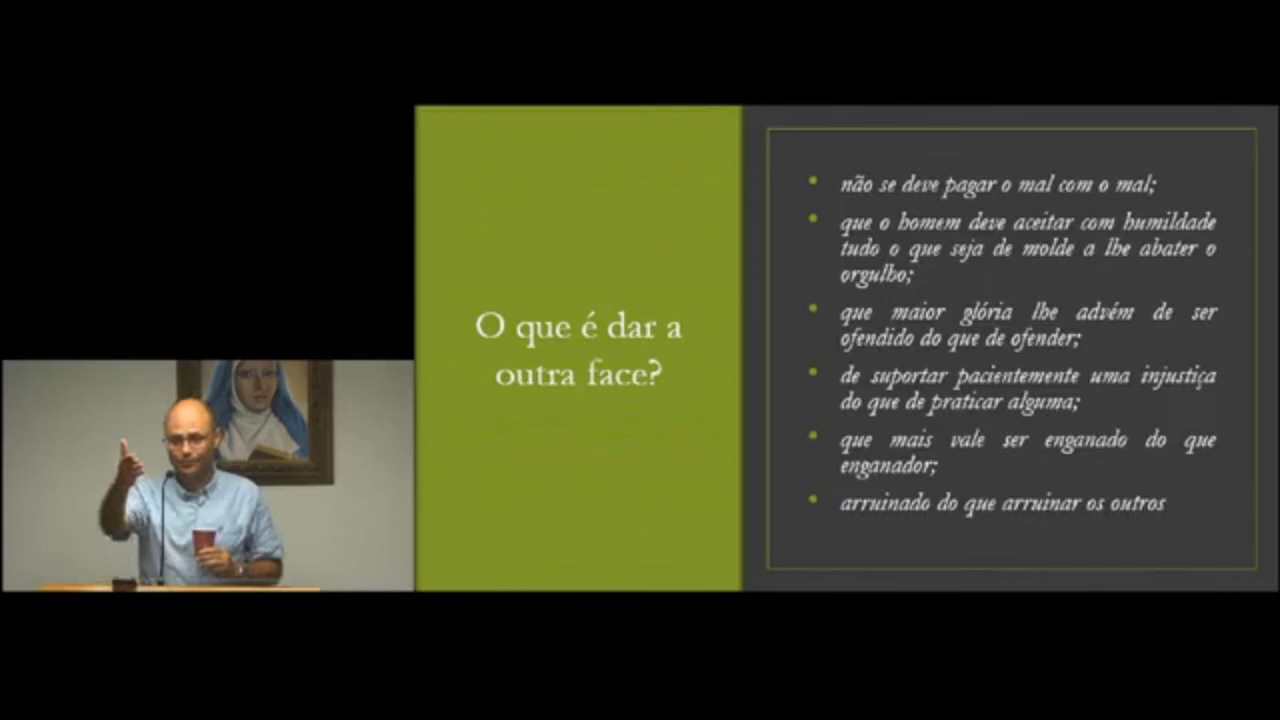 O que é dar a
outra face?
não se deve pagar o mal com o mal;
que o homem deve aceitar com humildade
tudo o que seja de molde a lhe abater o
orgulho;
que maior glória lhe advém de ser
ofendido do que de ofender;
de suportar pacientemente uma injustiça
do que de praticar alguma;
que mais vale ser enganado do que
enganador;
arruinado do que arruinar os outros